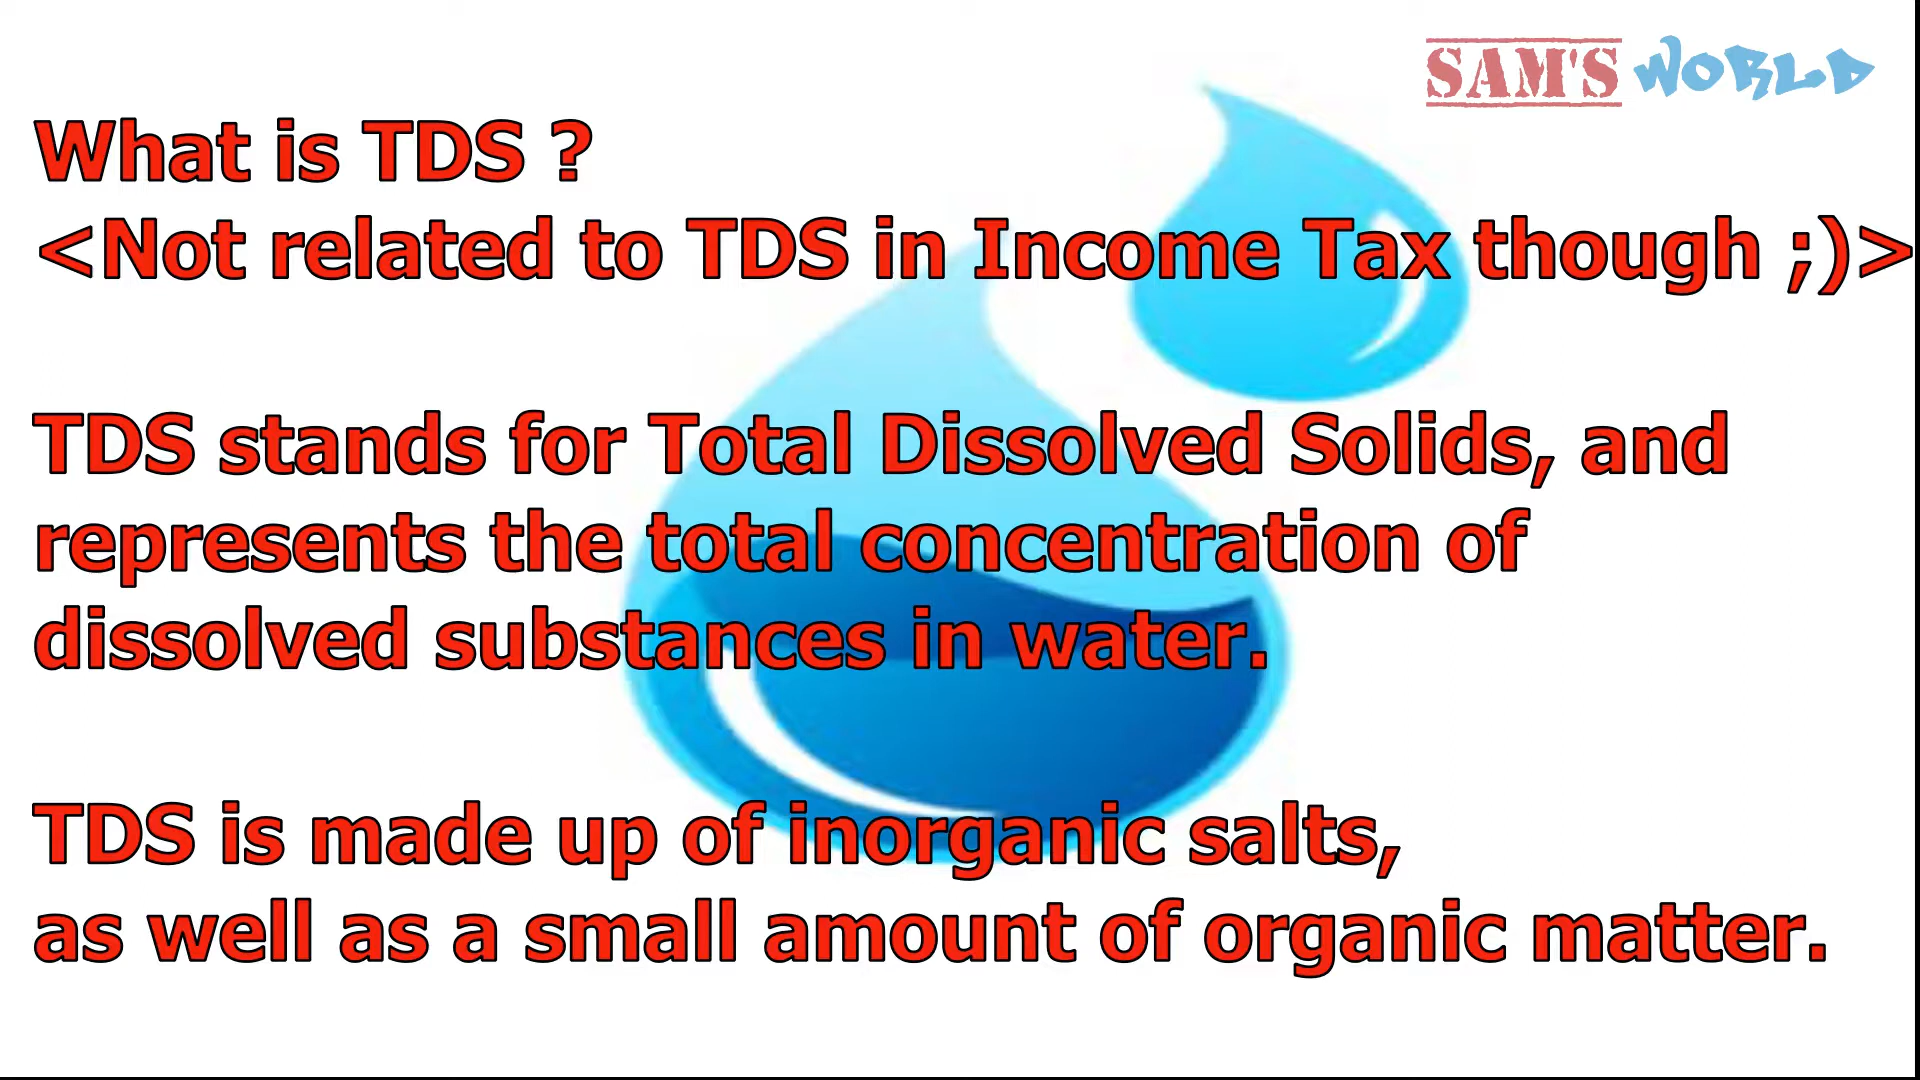 SAM'S WORLD
What is TDS ?
<Not related to TDS in Income Tax though ;)>
TDS stands for Total Dissolved Solids, and
represents the total concentration of
dissolved substances in water.
TDS is made up of inorganic salts,
as well as a small amount of organic matter.